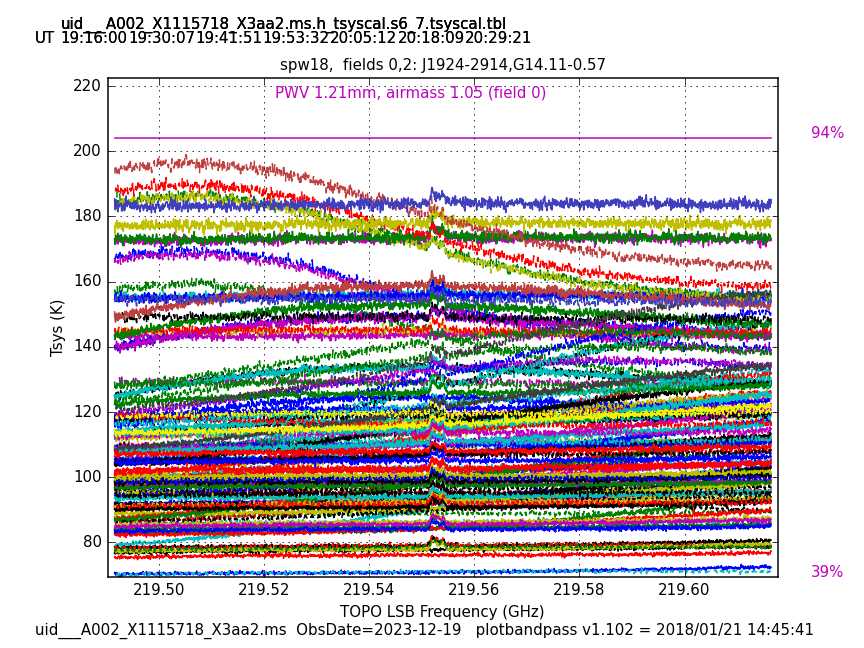 uid___A002_X1115718_X3aa2.ms.h_tsyscal.s6_7.tsyscal.tbl
UT 19:16:00 19:30:07 19:41:51 19:53:32 20:05:12 20:18:09 20:29:21
spw18,  fields 0,2: J1924-2914,G14.11-0.57
PWV 1.21mm, airmass 1.05 (field 0)
94%
220
200
180
160
140
120
100
80
Tsys (K)
39%
219.50 219.52 219.54 219.56 219.58 219.60
TOPO LSB Frequency (GHz)
uid___A002_X1115718_X3aa2.ms  ObsDate=2023-12-19   plotbandpass v1.102 = 2018/01/21 14:45:41